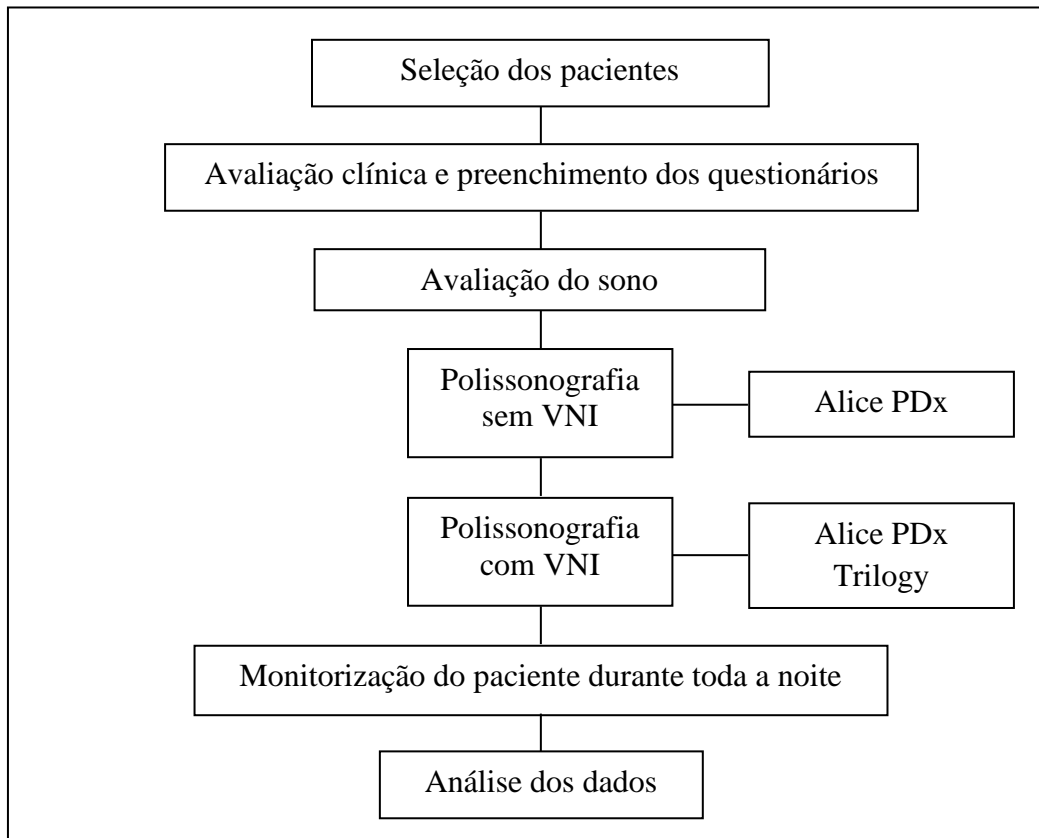 Seleção dos pacientes
Avaliação clínica e preenchimento dos questionários
Avaliação do sono
Polissonografia
sem VNI
Alice PDx
Polissonografia
com VNI
Alice PDx
Trilogy
Monitorização do paciente durante toda a noite
Análise dos dados